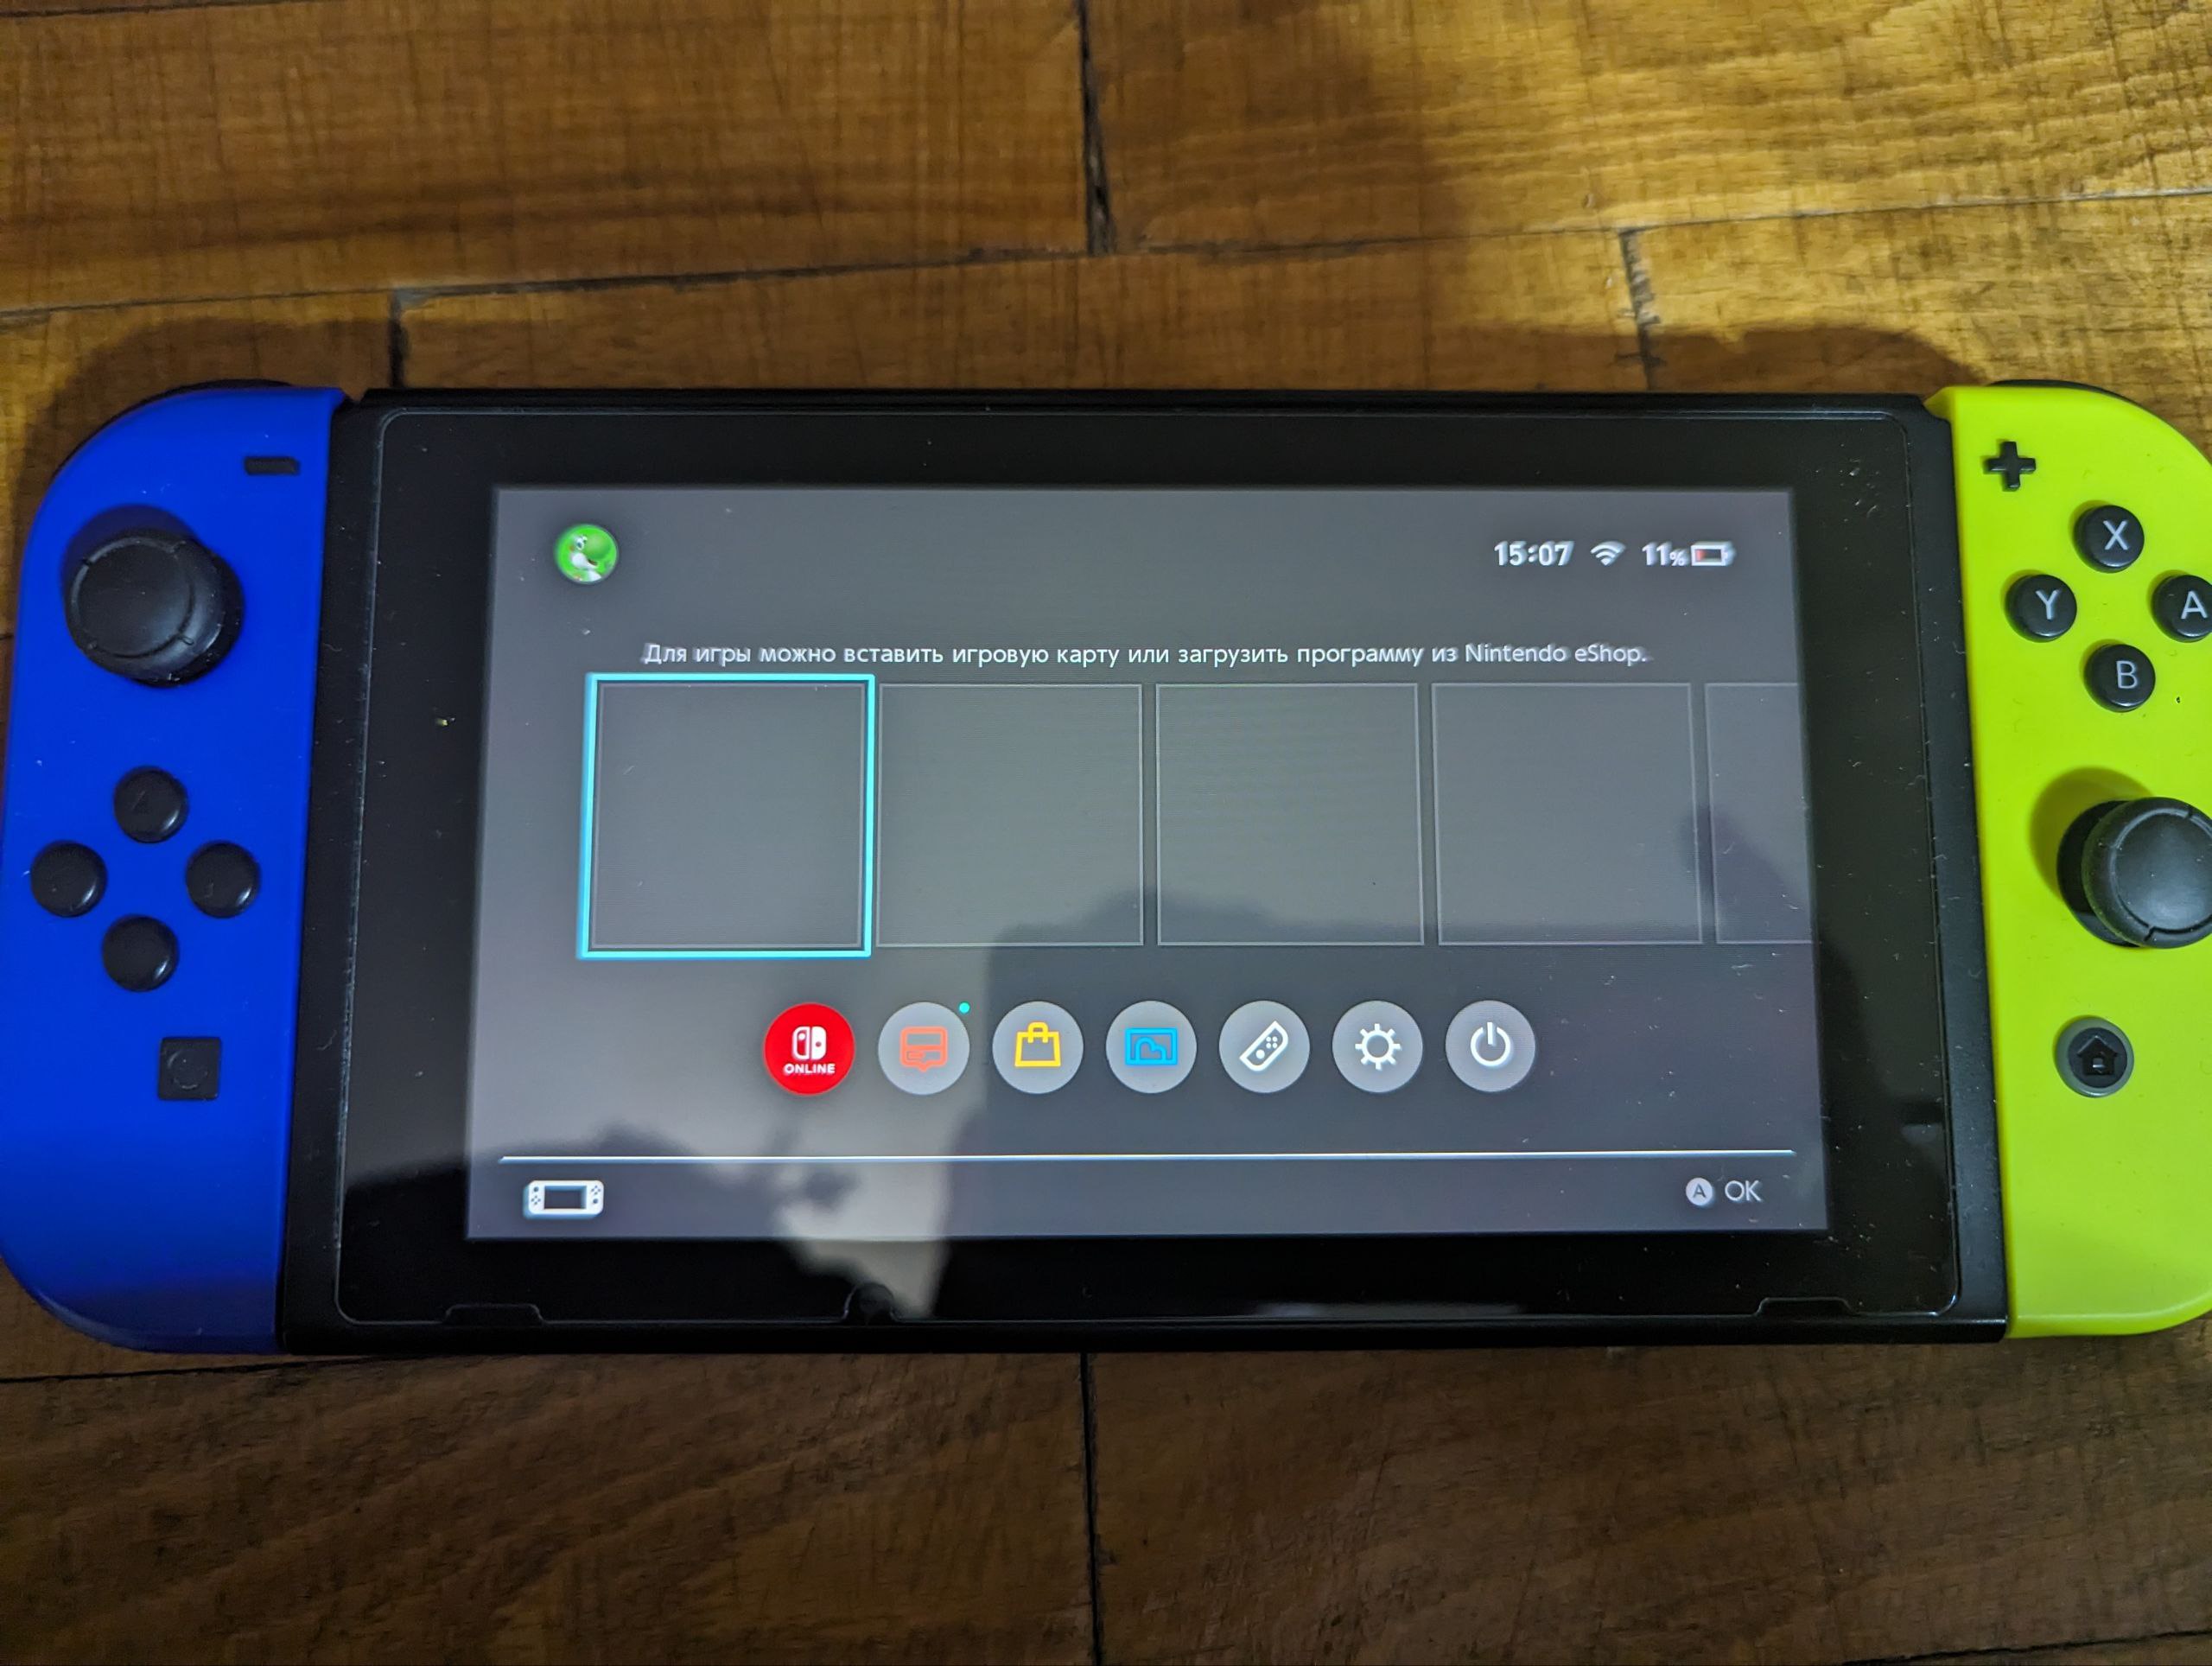 15:07 11%
Для игры можно вставить игровую карту или загрузить программу из Nintendo eShop.
ONLINE
A OK
X
Y
A
B